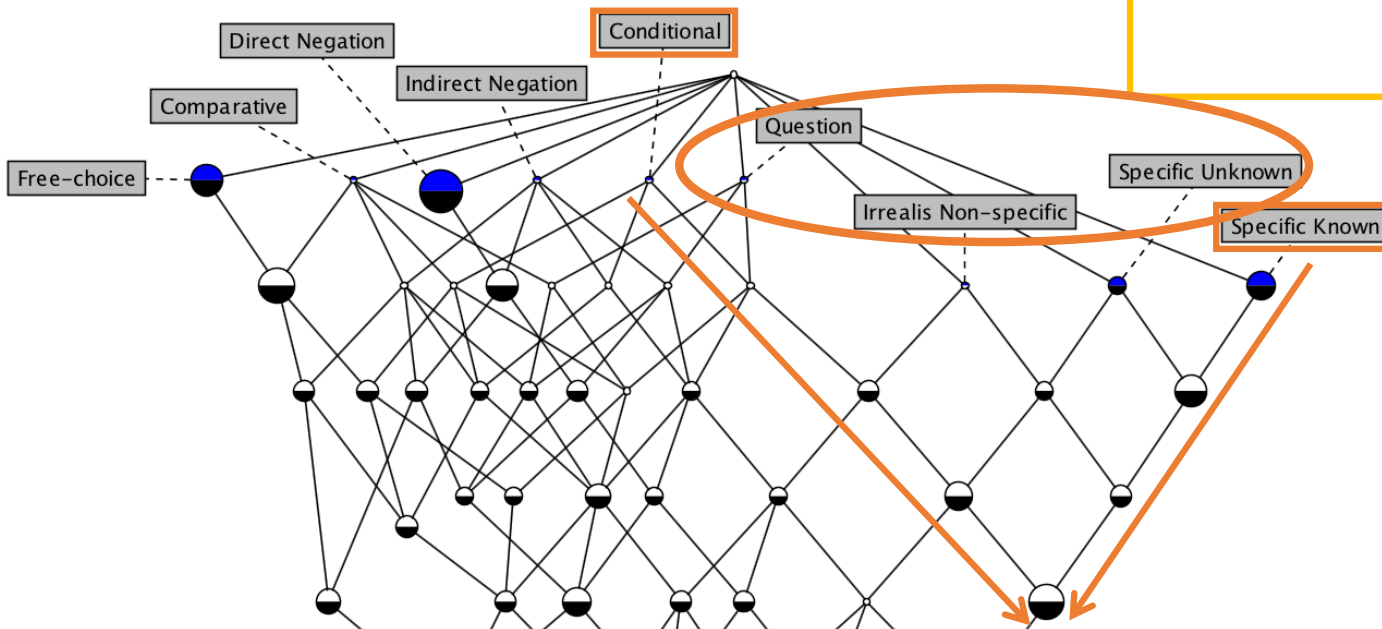 Conditional
Direct Negation
Indirect Negation
Comparative
Question
Free-choice
Specific Unknown
Irrealis Non-specific
Specific Known